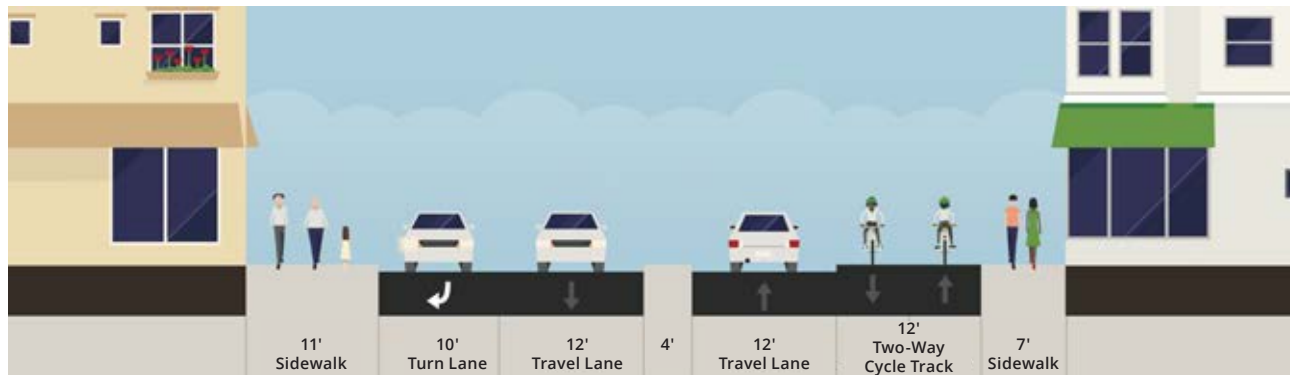 11'
Sidewalk
10'
Turn Lane
12'
Travel Lane
4'
12'
Travel Lane
12'
Two-Way
Cycle Track
7'
Sidewalk